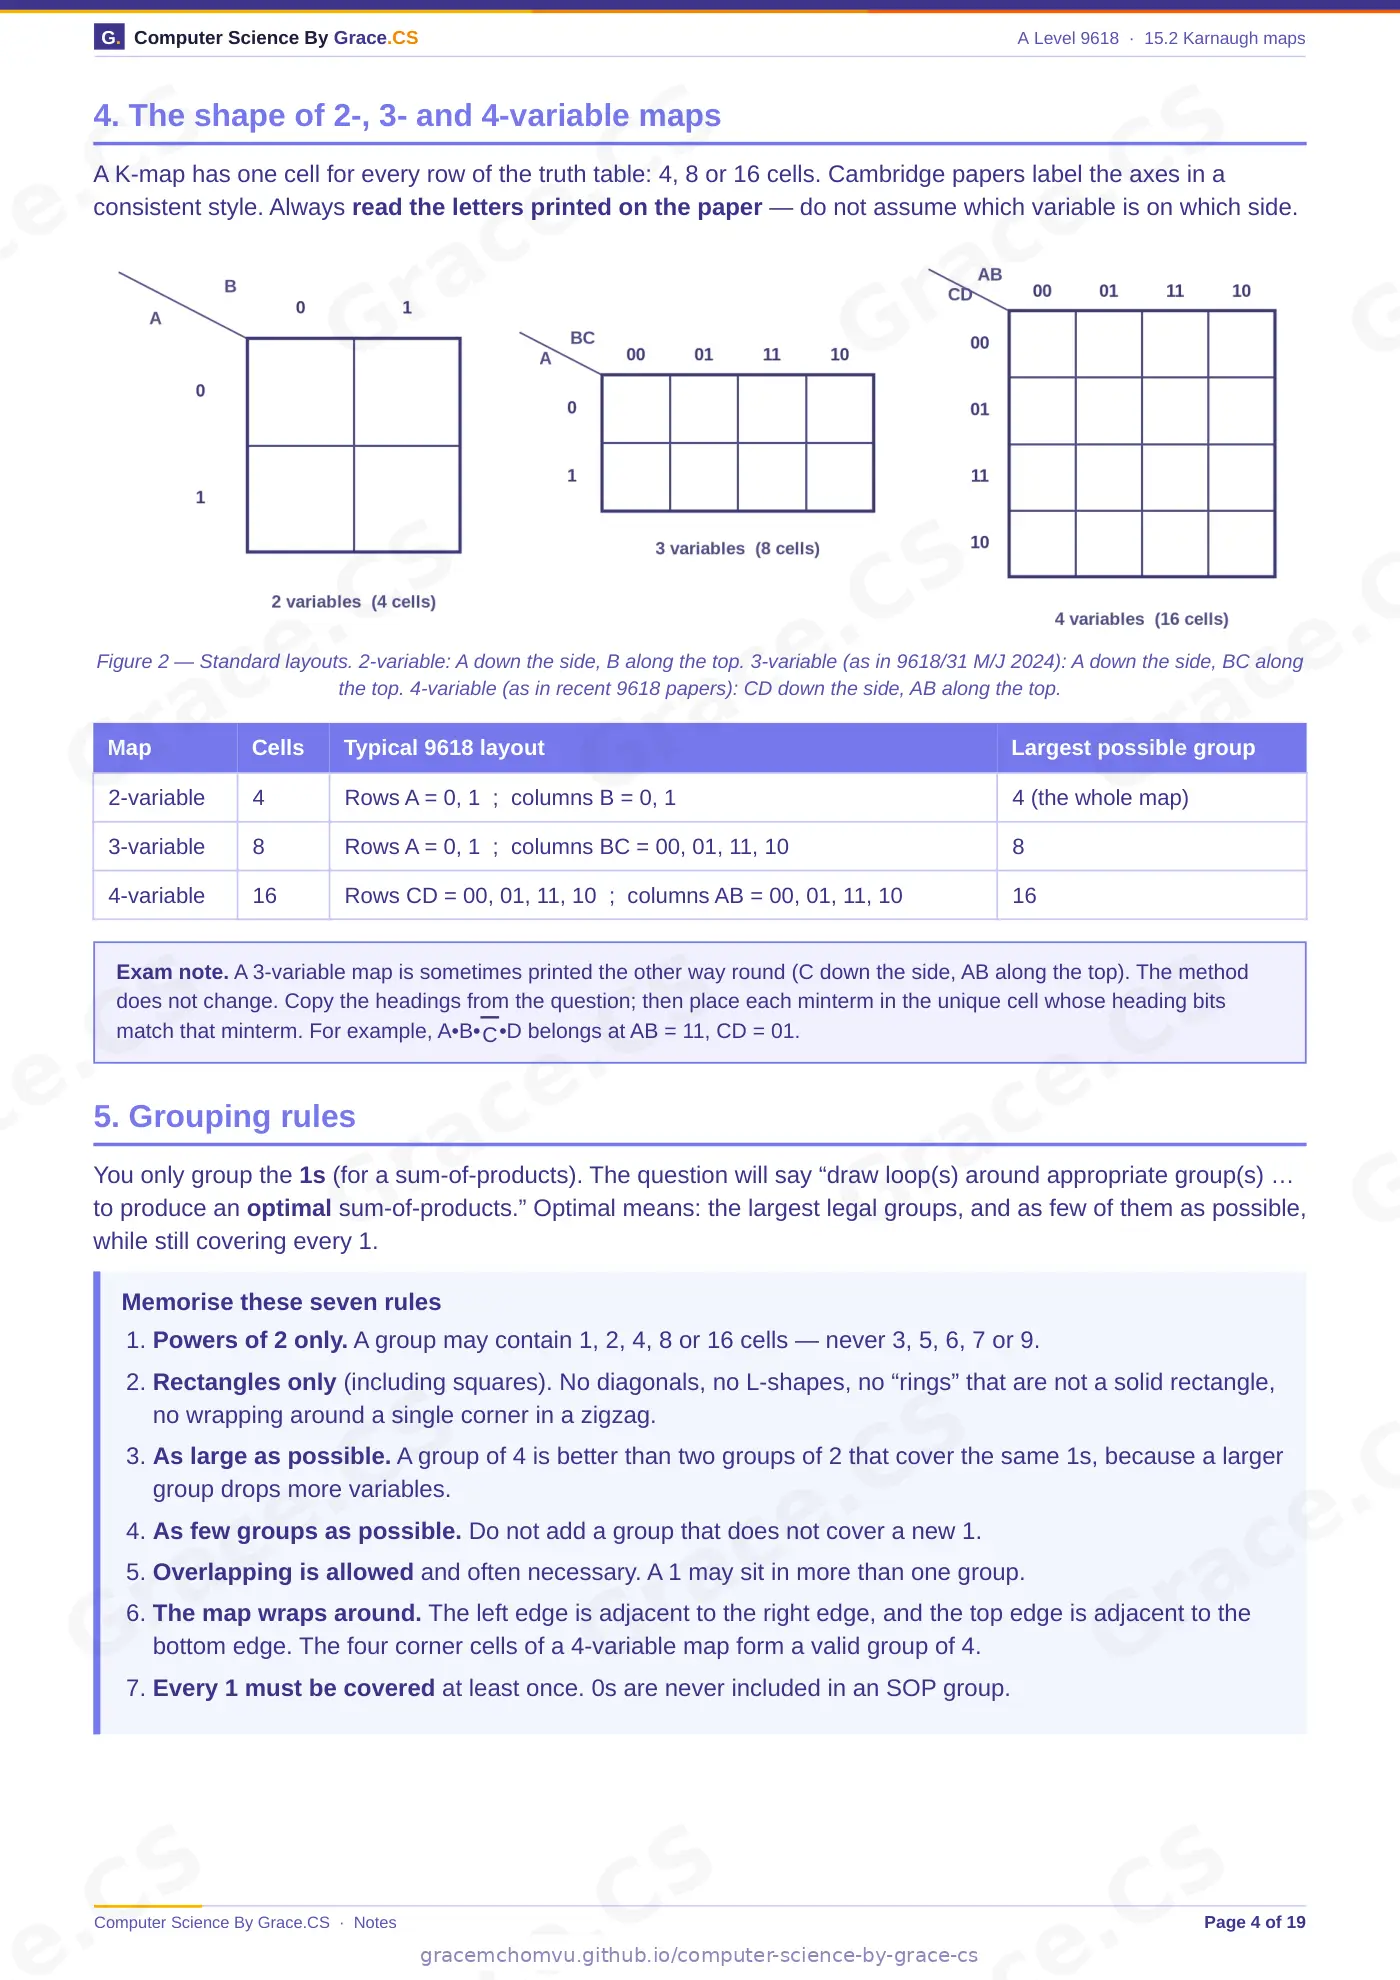 G. Computer Science By Grace.CS
A Level 9618 · 15.2 Karnaugh maps
4. The shape of 2-, 3- and 4-variable maps
A K-map has one cell for every row of the truth table: 4, 8 or 16 cells. Cambridge papers label the axes in a
consistent style. Always read the letters printed on the paper — do not assume which variable is on which side.
B
A
0 1
0
1
2 variables (4 cells)
BC
A
00 01 11 10
0
1
3 variables (8 cells)
AB
CD
00 01 11 10
00
01
11
10
4 variables (16 cells)
Figure 2 — Standard layouts. 2-variable: A down the side, B along the top. 3-variable (as in 9618/31 M/J 2024): A down the side, BC along
the top. 4-variable (as in recent 9618 papers): CD down the side, AB along the top.
Map Cells Typical 9618 layout Largest possible group
2-variable 4 Rows A = 0, 1 ; columns B = 0, 1 4 (the whole map)
3-variable 8 Rows A = 0, 1 ; columns BC = 00, 01, 11, 10 8
4-variable 16 Rows CD = 00, 01, 11, 10 ; columns AB = 00, 01, 11, 10 16
Exam note. A 3-variable map is sometimes printed the other way round (C down the side, AB along the top). The method
does not change. Copy the headings from the question; then place each minterm in the unique cell whose heading bits
match that minterm. For example, A•B•C̅•D belongs at AB = 11, CD = 01.
5. Grouping rules
You only group the 1s (for a sum-of-products). The question will say “draw loop(s) around appropriate group(s) …
to produce an optimal sum-of-products.” Optimal means: the largest legal groups, and as few of them as possible,
while still covering every 1.
Memorise these seven rules
1. Powers of 2 only. A group may contain 1, 2, 4, 8 or 16 cells — never 3, 5, 6, 7 or 9.
2. Rectangles only (including squares). No diagonals, no L-shapes, no “rings” that are not a solid rectangle,
no wrapping around a single corner in a zigzag.
3. As large as possible. A group of 4 is better than two groups of 2 that cover the same 1s, because a larger
group drops more variables.
4. As few groups as possible. Do not add a group that does not cover a new 1.
5. Overlapping is allowed and often necessary. A 1 may sit in more than one group.
6. The map wraps around. The left edge is adjacent to the right edge, and the top edge is adjacent to the
bottom edge. The four corner cells of a 4-variable map form a valid group of 4.
7. Every 1 must be covered at least once. 0s are never included in an SOP group.
Computer Science By Grace.CS · Notes
Page 4 of 19
gracemchomvu.github.io/computer-science-by-grace-cs